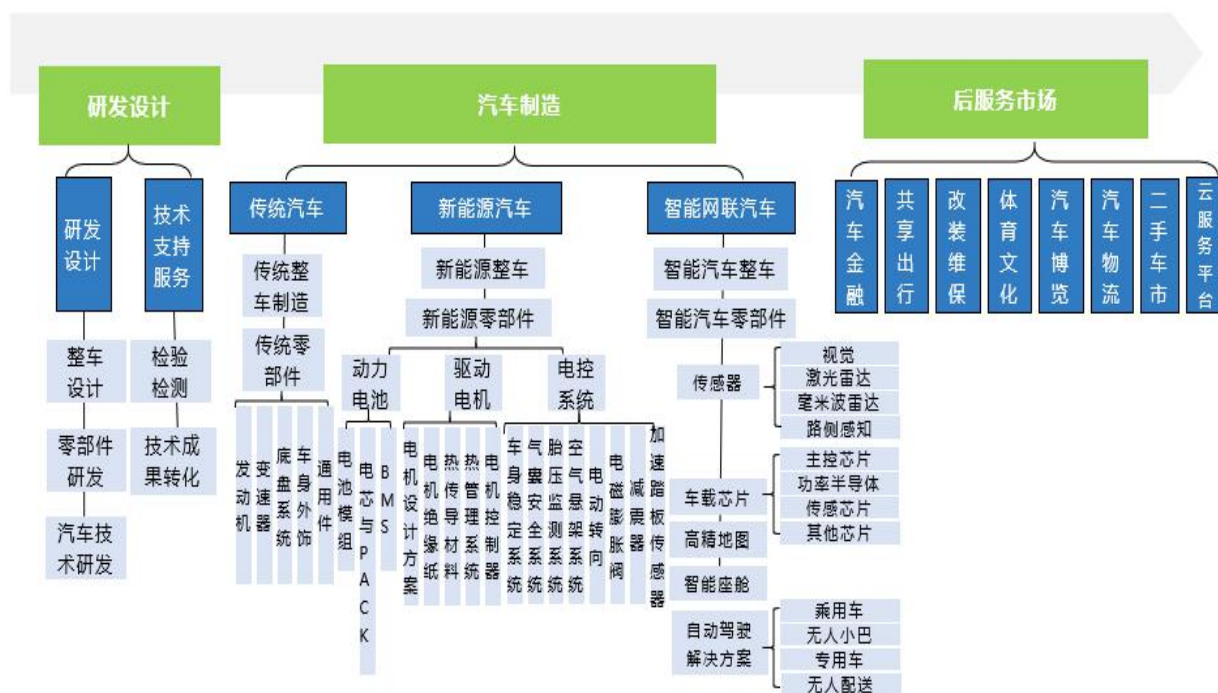 研发设计
汽车制造
后服务市场
研发
设计
技术
支持
服务
传统汽车
新能源汽车
智能网联汽车
汽车金融
共享出行
改装维保
体育文化
汽车博览
汽车物流
二手车市
云服务平台
整车
设计
零部件
研发
汽车技
术研发
检验
检测
技术成
果转化
传统整
车制造
传统零
部件
发动机
变速器
底盘系统
车身外饰
通用件
新能源整车
新能源零部件
动力
电池
驱动
电机
电控
系统
电池模组
电芯与PACK
BMS
电机设计方案
电机绝缘纸
热传导材料
热管理系统
电机控制器
车身稳定系统
气囊安全系统
胎压监测系统
空气悬架系统
电动转向
电磁膨胀阀
减震器
加速踏板传感器
智能汽车整车
智能汽车零部件
传感器
视觉
激光雷达
毫米波雷达
路侧感知
车载芯片
主控芯片
功率半导体
传感芯片
其他芯片
高精地图
智能座舱
自动驾驶
解决方案
乘用车
无人小巴
专用车
无人配送